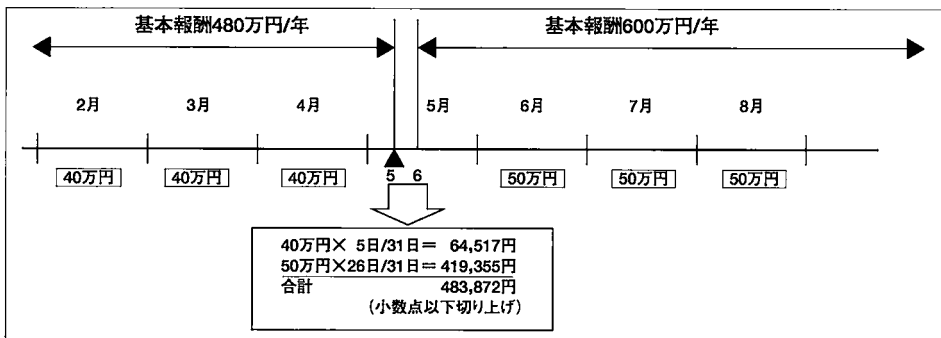 基本報酬480万円/年 基本報酬600万円/年
2月 3月 4月 5月 6月 7月 8月
40万円 40万円 40万円 5 6 50万円 50万円 50万円
40万円× 5日/31日＝ 64,517円
50万円×26日/31日＝419,355円
合計 483,872円
(小数点以下切り上げ)